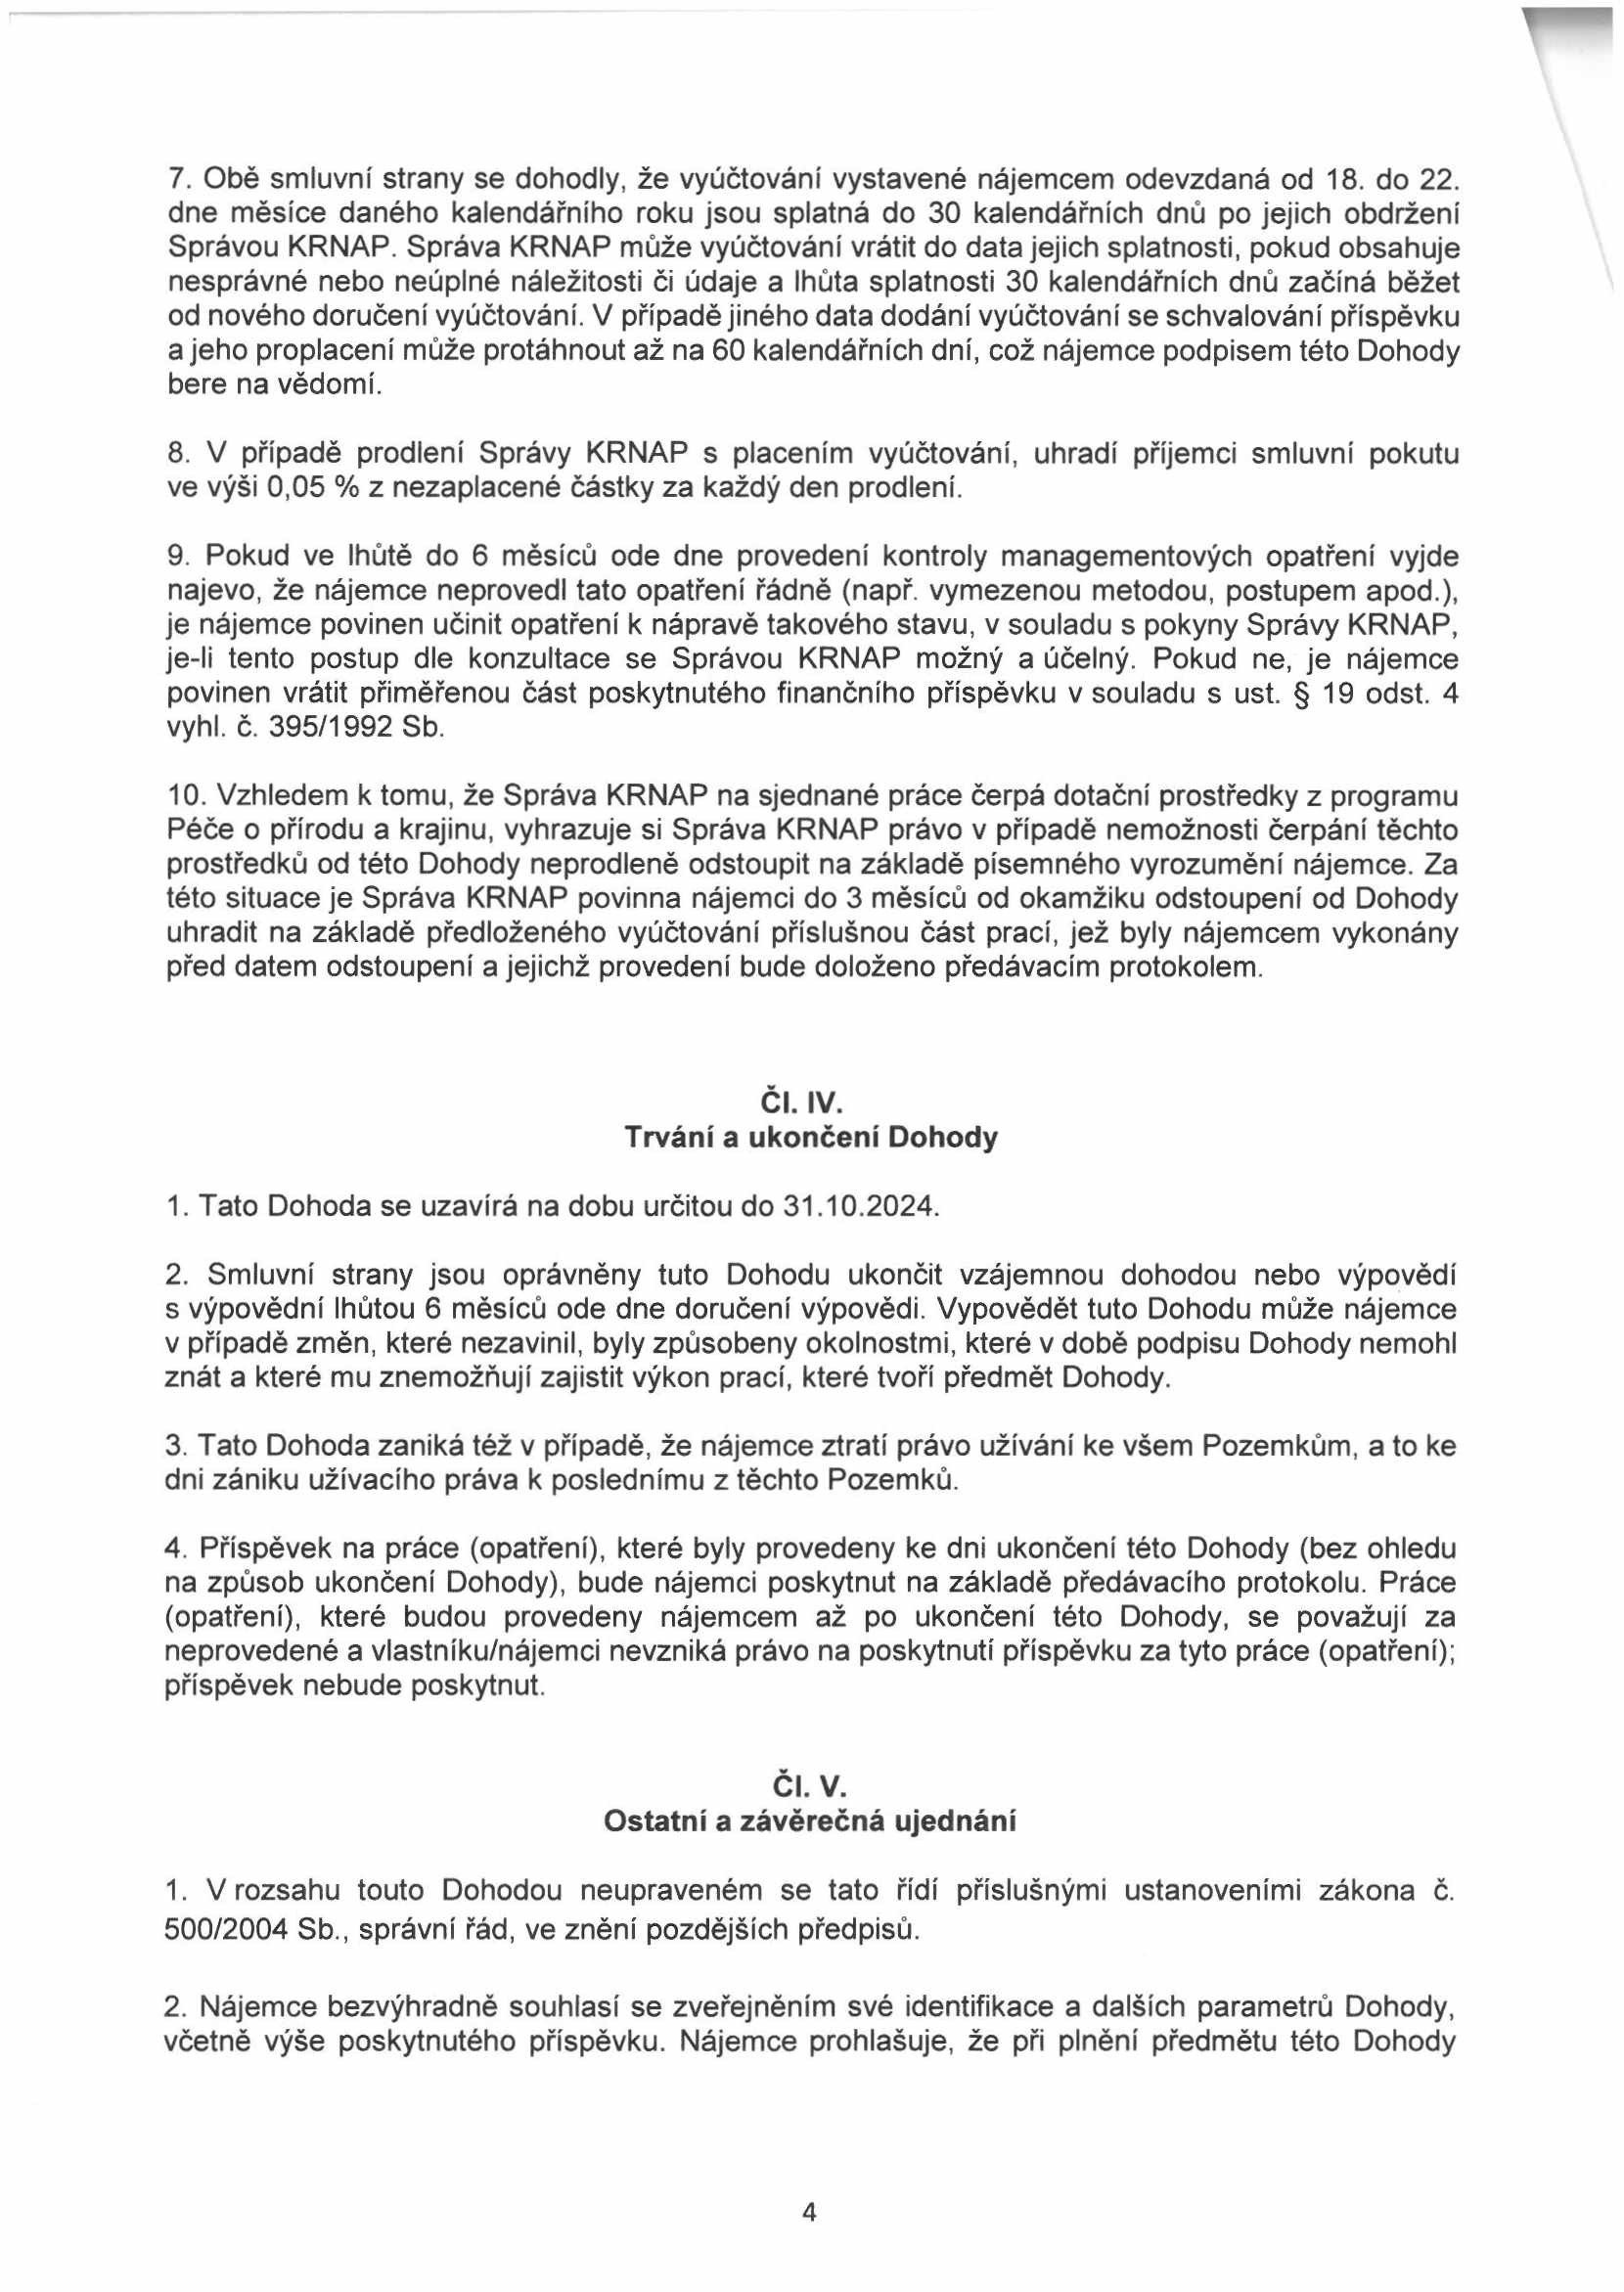 7. Obě smluvní strany se dohodly, že vyúčtování vystavené nájemcem odevzdaná od 18. do 22.
dne měsíce daného kalendářního roku jsou splatná do 30 kalendářních dnů po jejich obdržení
Správou KRNAP. Správa KRNAP může vyúčtování vrátit do data jejich splatnosti, pokud obsahuje
nesprávné nebo neúplné náležitosti či údaje a lhůta splatnosti 30 kalendářních dnů začíná běžet
od nového doručení vyúčtování. V případě jiného data dodání vyúčtování se schvalování příspěvku
a jeho proplacení může protáhnout až na 60 kalendářních dní, což nájemce podpisem této Dohody
bere na vědomí.
8. V případě prodlení Správy KRNAP s placením vyúčtování, uhradí příjemci smluvní pokutu
ve výši 0,05 % z nezaplacené částky za každý den prodlení.
9. Pokud ve lhůtě do 6 měsíců ode dne provedení kontroly managementových opatření vyjde
najevo, že nájemce neprovedl tato opatření řádně (např. vymezenou metodou, postupem apod.),
je nájemce povinen učinit opatření k nápravě takového stavu, v souladu s pokyny Správy KRNAP,
je-li tento postup dle konzultace se Správou KRNAP možný a účelný. Pokud ne, je nájemce
povinen vrátit přiměřenou část poskytnutého finančního příspěvku v souladu s ust. § 19 odst. 4
vyhl. č. 395/1992 Sb.
10. Vzhledem k tomu, že Správa KRNAP na sjednané práce čerpá dotační prostředky z programu
Péče o přírodu a krajinu, vyhrazuje si Správa KRNAP právo v případě nemožnosti čerpání těchto
prostředků od této Dohody neprodleně odstoupit na základě písemného vyrozumění nájemce. Za
této situace je Správa KRNAP povinna nájemci do 3 měsíců od okamžiku odstoupení od Dohody
uhradit na základě předloženého vyúčtování příslušnou část prací, jež byly nájemcem vykonány
před datem odstoupení a jejichž provedení bude doloženo předávacím protokolem.
Čl. IV.
Trvání a ukončení Dohody
1. Tato Dohoda se uzavírá na dobu určitou do 31.10.2024.
2. Smluvní strany jsou oprávněny tuto Dohodu ukončit vzájemnou dohodou nebo výpovědí
s výpovědní lhůtou 6 měsíců ode dne doručení výpovědi. Vypovědět tuto Dohodu může nájemce
v případě změn, které nezavinil, byly způsobeny okolnostmi, které v době podpisu Dohody nemohl
znát a které mu znemožňují zajistit výkon prací, které tvoří předmět Dohody.
3. Tato Dohoda zaniká též v případě, že nájemce ztratí právo užívání ke všem Pozemkům, a to ke
dni zániku užívacího práva k poslednímu z těchto Pozemků.
4. Příspěvek na práce (opatření), které byly provedeny ke dni ukončení této Dohody (bez ohledu
na způsob ukončení Dohody), bude nájemci poskytnut na základě předávacího protokolu. Práce
(opatření), které budou provedeny nájemcem až po ukončení této Dohody, se považují za
neprovedené a vlastníku/nájemci nevzniká právo na poskytnutí příspěvku za tyto práce (opatření);
příspěvek nebude poskytnut.
Čl. V.
Ostatní a závěrečná ujednání
1. V rozsahu touto Dohodou neupraveném se tato řídí příslušnými ustanoveními zákona č.
500/2004 Sb., správní řád, ve znění pozdějších předpisů.
2. Nájemce bezvýhradně souhlasí se zveřejněním své identifikace a dalších parametrů Dohody,
včetně výše poskytnutého příspěvku. Nájemce prohlašuje, že při plnění předmětu této Dohody
4